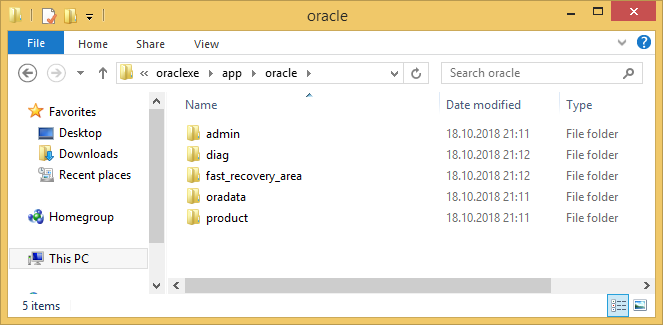 oracle
File Home Share View
« oraclexe app oracle Search oracle
Name Date modified Type
Favorites
Desktop
Downloads
Recent places
Homegroup
This PC
admin 18.10.2018 21:11 File folder
diag 18.10.2018 21:12 File folder
fast_recovery_area 18.10.2018 21:12 File folder
oradata 18.10.2018 21:11 File folder
product 18.10.2018 21:11 File folder
5 items